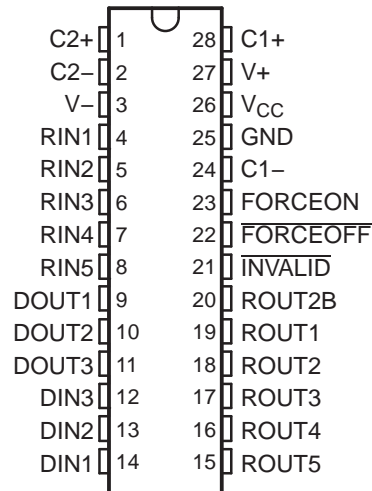 C2+ 1 28 C1+
C2− 2 27 V+
V− 3 26 VCC
RIN1 4 25 GND
RIN2 5 24 C1−
RIN3 6 23 FORCEON
RIN4 7 22 FORCEOFF
RIN5 8 21 INVALID
DOUT1 9 20 ROUT2B
DOUT2 10 19 ROUT1
DOUT3 11 18 ROUT2
DIN3 12 17 ROUT3
DIN2 13 16 ROUT4
DIN1 14 15 ROUT5